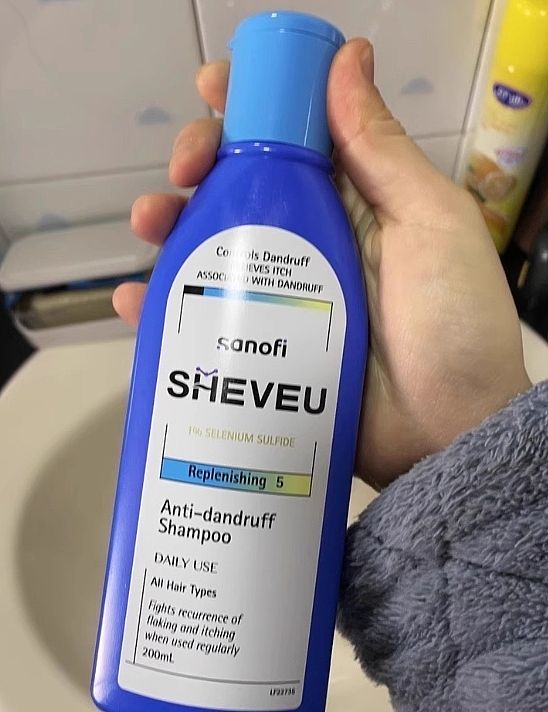 Controls Dandruff
RELIEVES ITCH
ASSOCIATED WITH DANDRUFF
sanofi
SHEVEU
1% SELENIUM SULFIDE
Replenishing 5
Anti-dandruff
Shampoo
DAILY USE
All Hair Types
Fights recurrence of
flaking and itching
when used regularly
200mL
LF22736